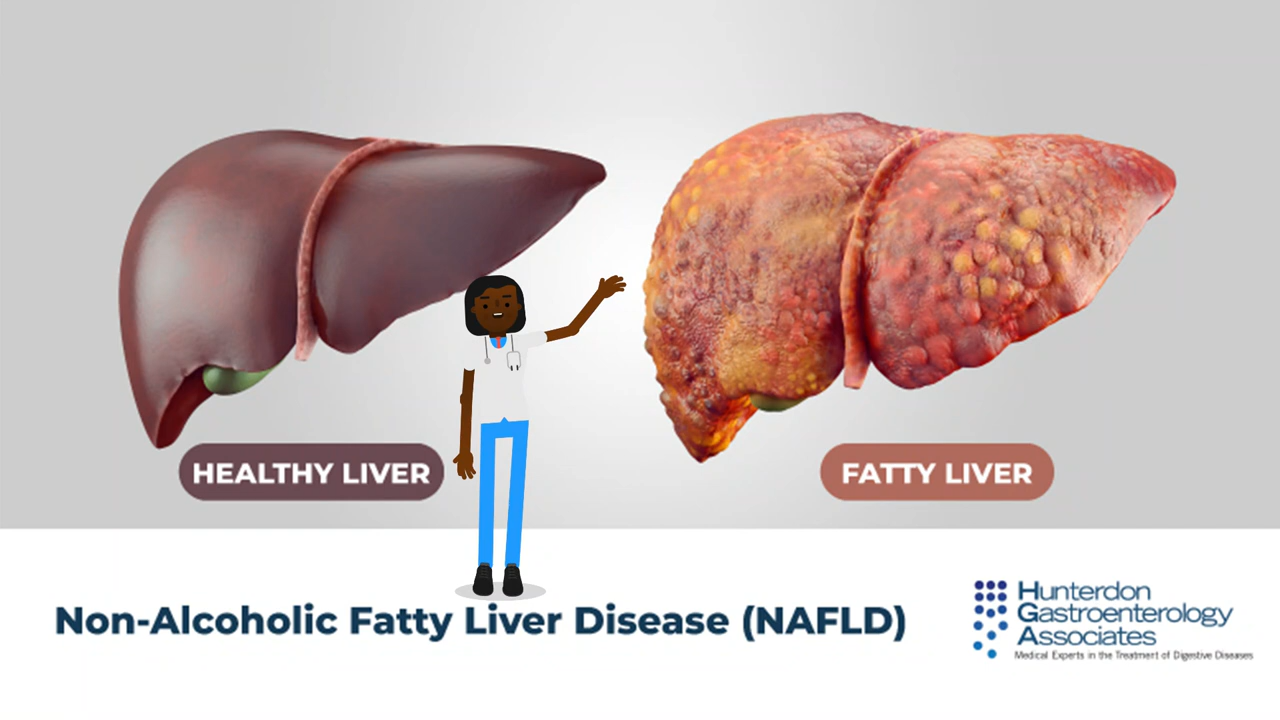 HEALTHY LIVER
FATTY LIVER
Non-Alcoholic Fatty Liver Disease (NAFLD)
Hunterdon
Gastroenterology
Associates
Medical Experts in the Treatment of Digestive Diseases